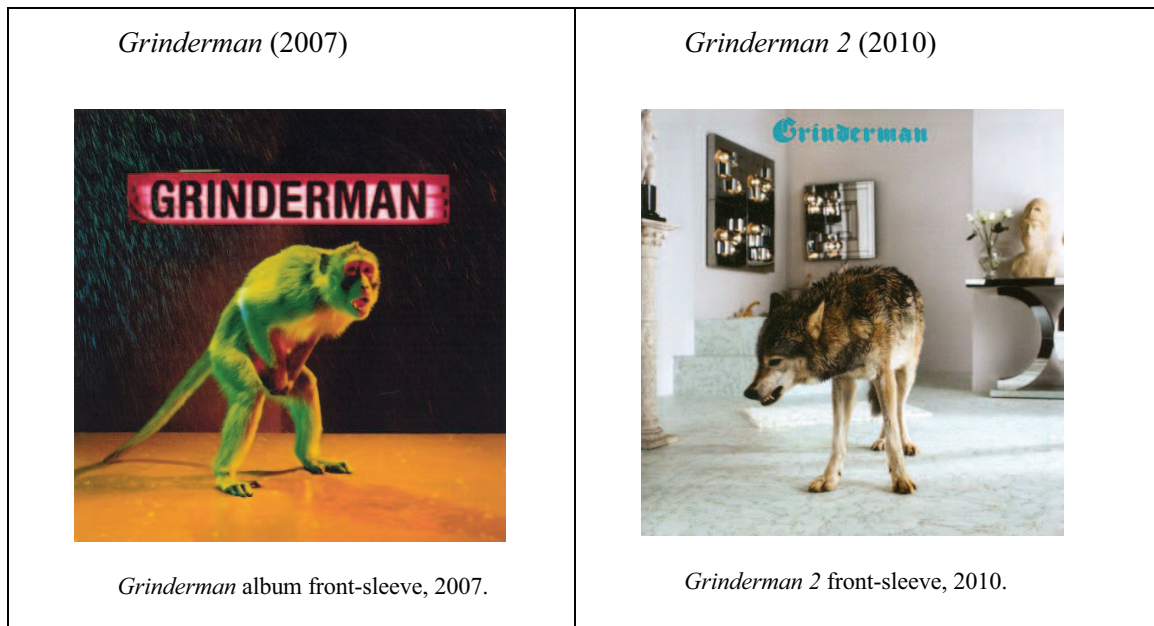 Grinderman (2007)
GRINDERMAN
Grinderman album front-sleeve, 2007.
Grinderman 2 (2010)
Grinderman
Grinderman 2 front-sleeve, 2010.